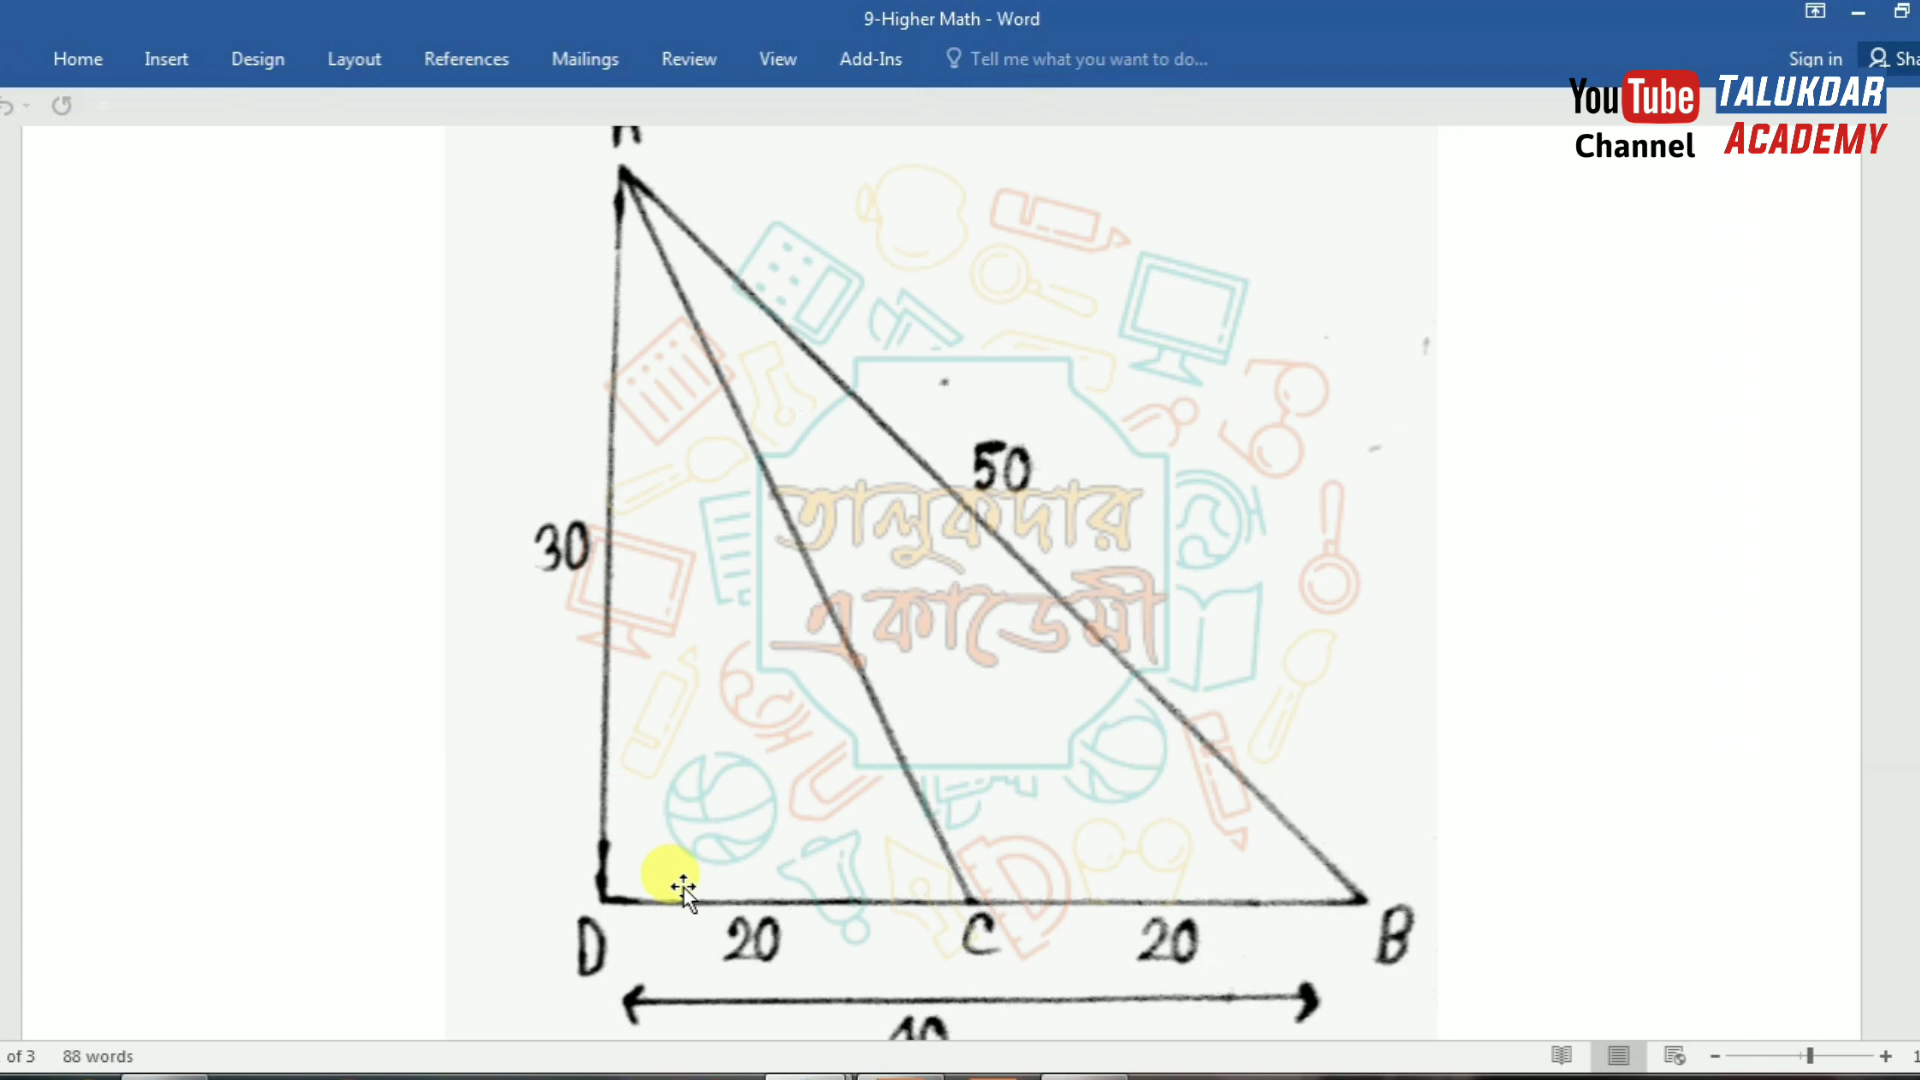 9-Higher Math - Word
Home Insert Design Layout References Mailings Review View Add-Ins Tell me what you want to do... Sign in
YouTube TALUKDAR
Channel ACADEMY
50
তালুকদার
30
একাডেমী
D 20 C 20 B
of 3 88 words